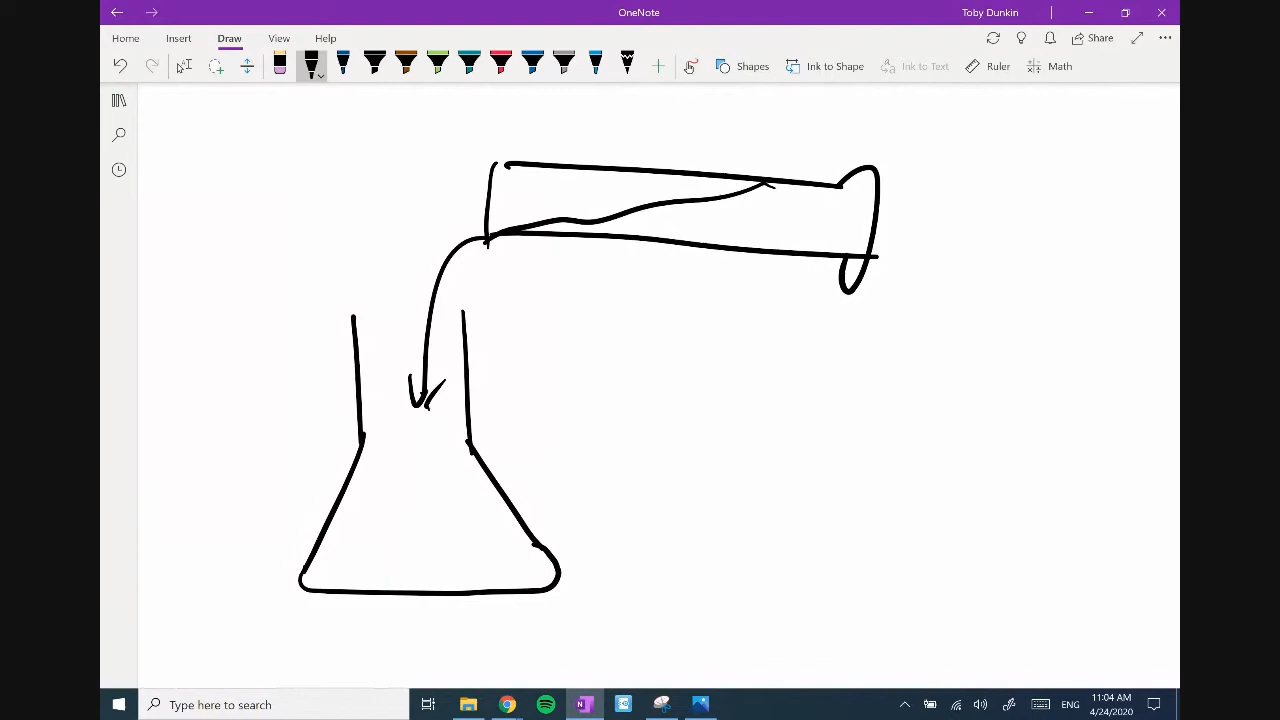 OneNote
Toby Dunkin
Home Insert Draw View Help
Share
Shapes Ink to Shape Ink to Text Ruler Math
Type here to search
ENG
11:04 AM
4/24/2020